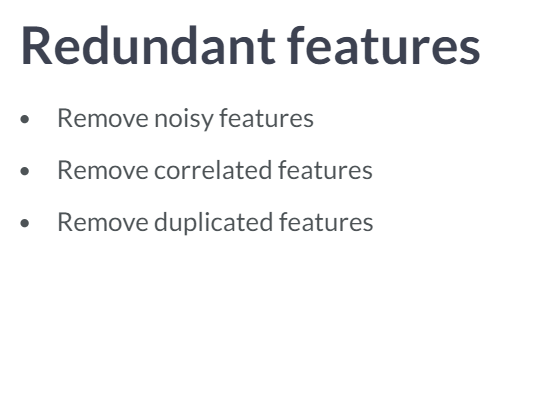 Redundant features
• Remove noisy features
• Remove correlated features
• Remove duplicated features